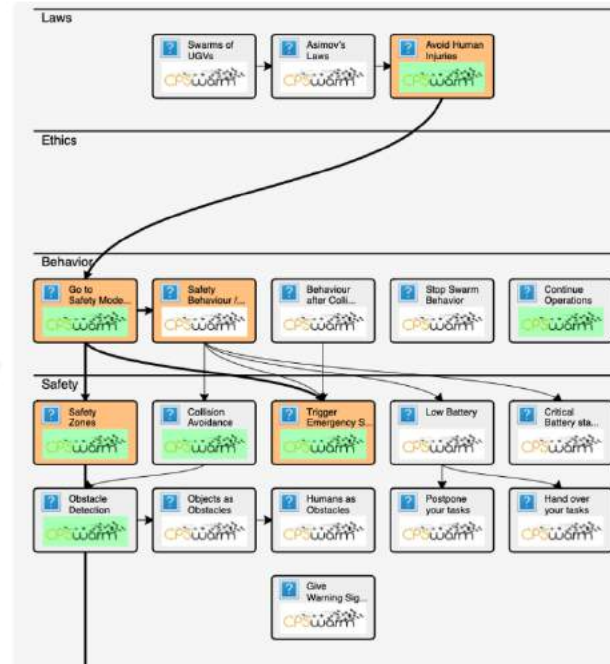 Laws
Swarms of
UGVs
CPSwarm
Asimov's
Laws
CPSwarm
Avoid Human
Injuries
CPSwarm
Ethics
Behavior
Go to
Safety Mode...
CPSwarm
Safety
Behaviour /...
CPSwarm
Behaviour
after Colli...
CPSwarm
Stop Swarm
Behavior
CPSwarm
Continue
Operations
CPSwarm
Safety
Safety
Zones
CPSwarm
Collision
Avoidance
CPSwarm
Trigger
Emergency S...
CPSwarm
Low Battery
CPSwarm
Critical
Battery sta...
CPSwarm
Obstacle
Detection
CPSwarm
Objects as
Obstacles
CPSwarm
Humans as
Obstacles
CPSwarm
Postpone
your tasks
CPSwarm
Hand over
your tasks
CPSwarm
Give
Warning Sig...
CPSwarm